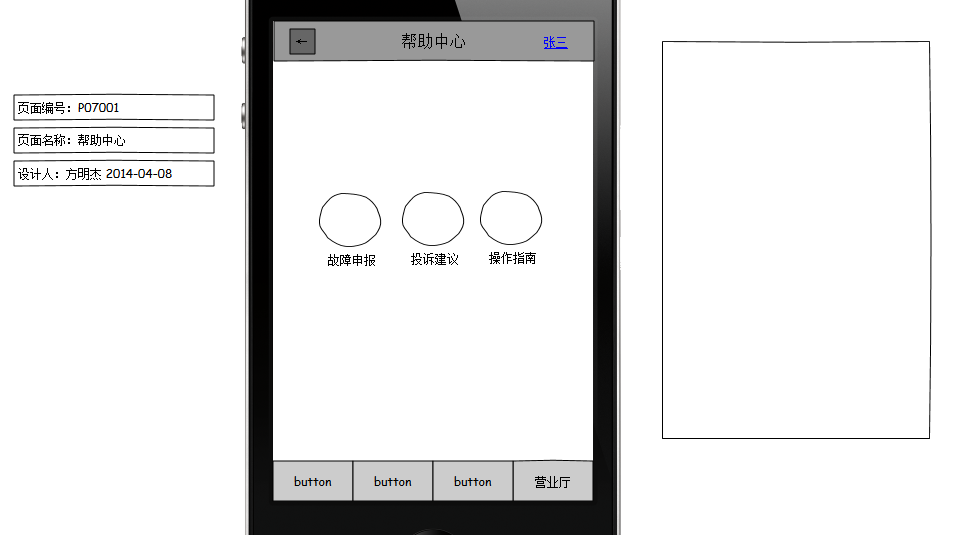 页面编号：P07001
页面名称：帮助中心
设计人：方明杰 2014-04-08
← 帮助中心 张三
故障申报 投诉建议 操作指南
button button button 营业厅